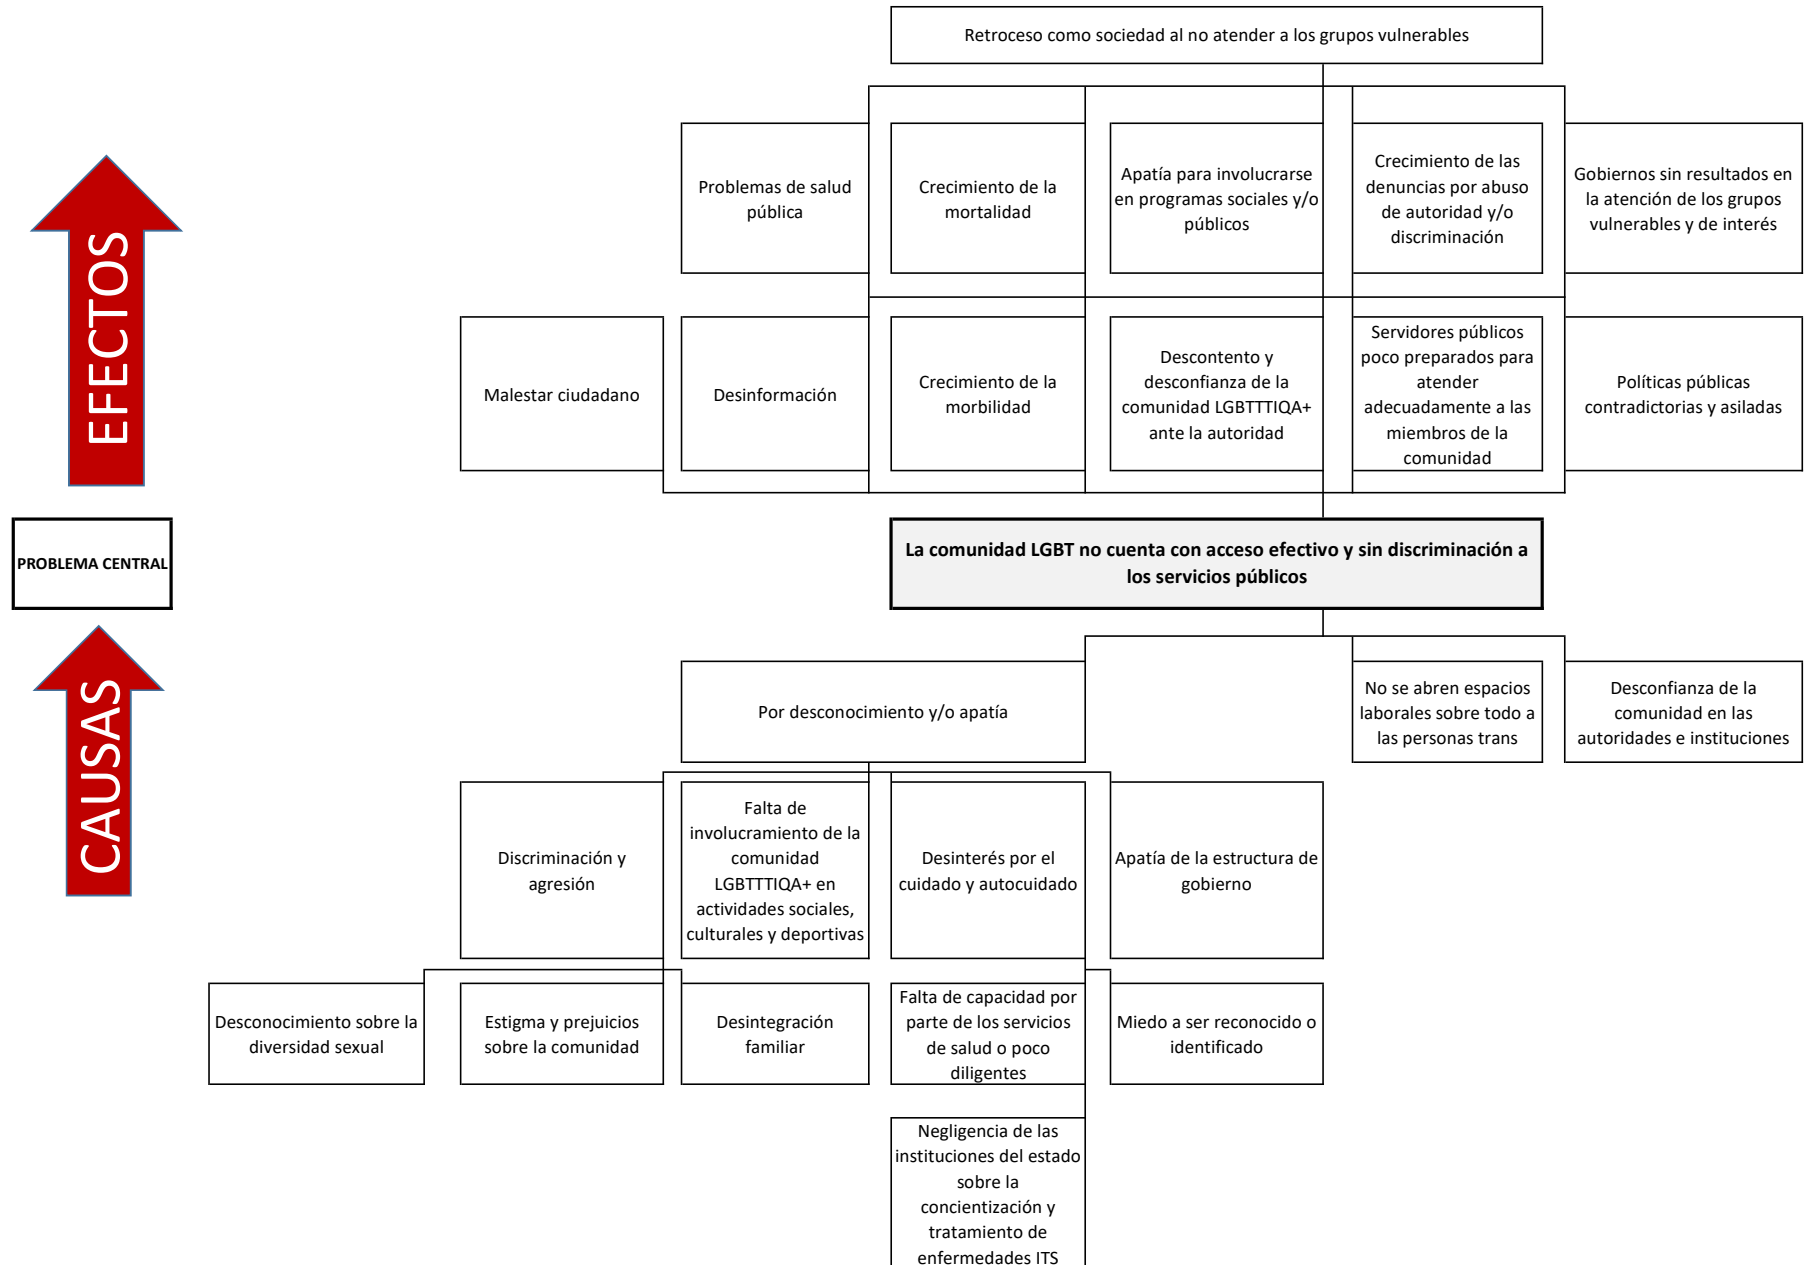 Retroceso como sociedad al no atender a los grupos vulnerables
EFECTOS
Problemas de salud
pública
Crecimiento de la
mortalidad
Apatía para involucrarse
en programas sociales y/o
públicos
Crecimiento de las
denuncias por abuso
de autoridad y/o
discriminación
Gobiernos sin resultados en
la atención de los grupos
vulnerables y de interés
Malestar ciudadano
Desinformación
Crecimiento de la
morbilidad
Descontento y
desconfianza de la
comunidad LGBTTTIQA+
ante la autoridad
Servidores públicos
poco preparados para
atender
adecuadamente a las
miembros de la
comunidad
Políticas públicas
contradictorias y asiladas
PROBLEMA CENTRAL
La comunidad LGBT no cuenta con acceso efectivo y sin discriminación a
los servicios públicos
CAUSAS
Por desconocimiento y/o apatía
No se abren espacios
laborales sobre todo a
las personas trans
Desconfianza de la
comunidad en las
autoridades e instituciones
Discriminación y
agresión
Falta de
involucramiento de la
comunidad
LGBTTTIQA+ en
actividades sociales,
culturales y deportivas
Desinterés por el
cuidado y autocuidado
Apatía de la estructura de
gobierno
Desconocimiento sobre la
diversidad sexual
Estigma y prejuicios
sobre la comunidad
Desintegración
familiar
Falta de capacidad por
parte de los servicios
de salud o poco
diligentes
Miedo a ser reconocido o
identificado
Negligencia de las
instituciones del estado
sobre la
concientización y
tratamiento de
enfermedades ITS